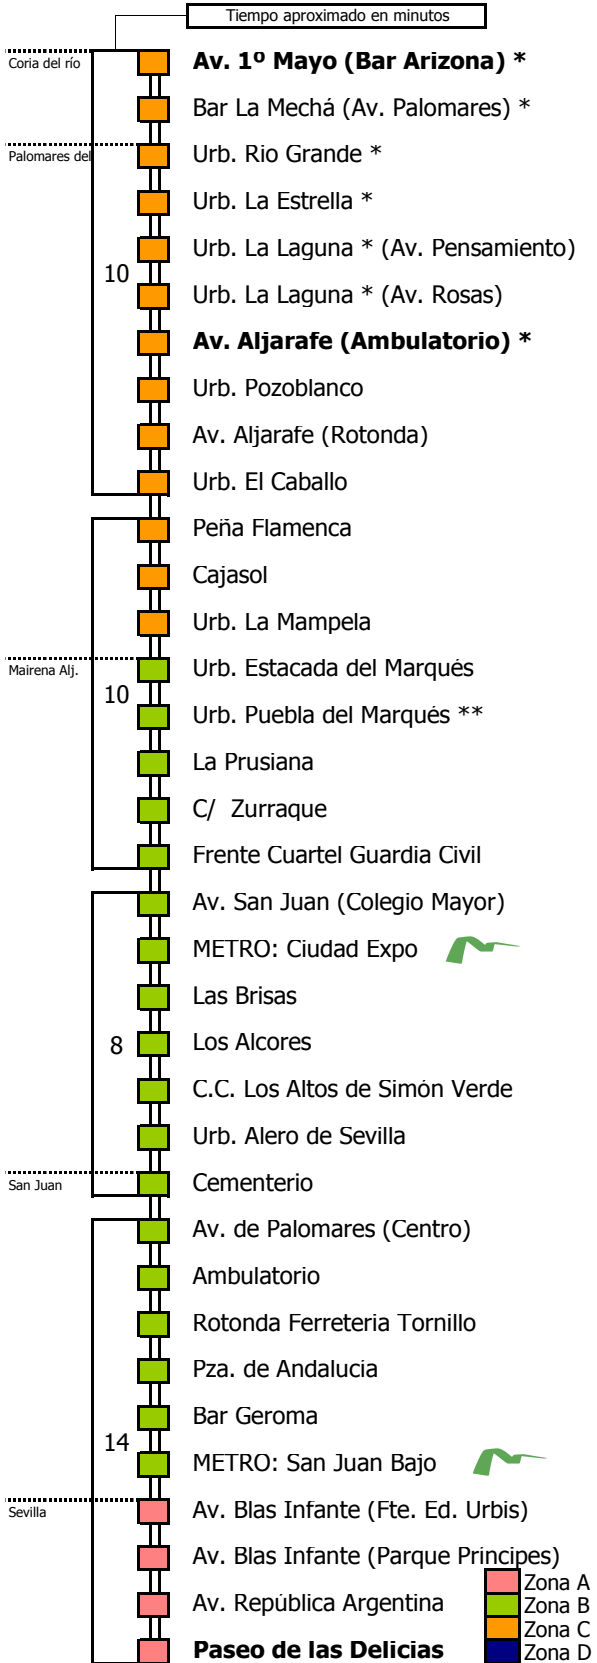 Tiempo aproximado en minutos
Coria del río
Av. 1º Mayo (Bar Arizona) *
Bar La Mechá (Av. Palomares) *
Palomares del
Urb. Rio Grande *
Urb. La Estrella *
Urb. La Laguna * (Av. Pensamiento)
10
Urb. La Laguna * (Av. Rosas)
Av. Aljarafe (Ambulatorio) *
Urb. Pozoblanco
Av. Aljarafe (Rotonda)
Urb. El Caballo
Peña Flamenca
Cajasol
Urb. La Mampela
Mairena Alj.
Urb. Estacada del Marqués
10
Urb. Puebla del Marqués **
La Prusiana
C/ Zurraque
Frente Cuartel Guardia Civil
Av. San Juan (Colegio Mayor)
METRO: Ciudad Expo
Las Brisas
8
Los Alcores
C.C. Los Altos de Simón Verde
Urb. Alero de Sevilla
San Juan
Cementerio
Av. de Palomares (Centro)
Ambulatorio
Rotonda Ferreteria Tornillo
Pza. de Andalucia
Bar Geroma
14
METRO: San Juan Bajo
Sevilla
Av. Blas Infante (Fte. Ed. Urbis)
Av. Blas Infante (Parque Principes)
Av. República Argentina
Paseo de las Delicias
Zona A
Zona B
Zona C
Zona D